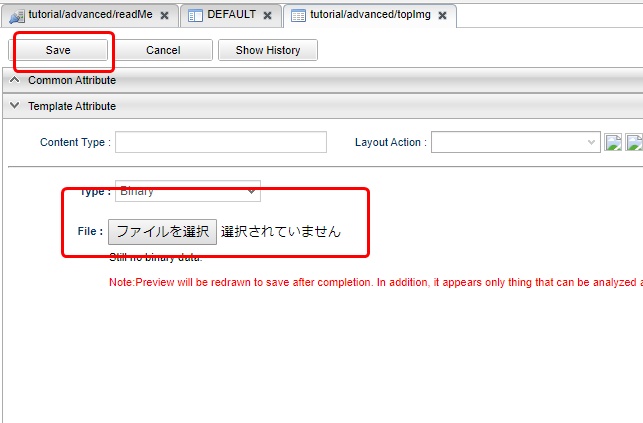 tutorial/advanced/readMe DEFAULT tutorial/advanced/topImg
Save Cancel Show History
Common Attribute
Template Attribute
Content Type : Layout Action :
Type : Binary
File : ファイルを選択 選択されていません
Still no binary data.
Note:Preview will be redrawn to save after completion. In addition, it appears only thing that can be analyzed a